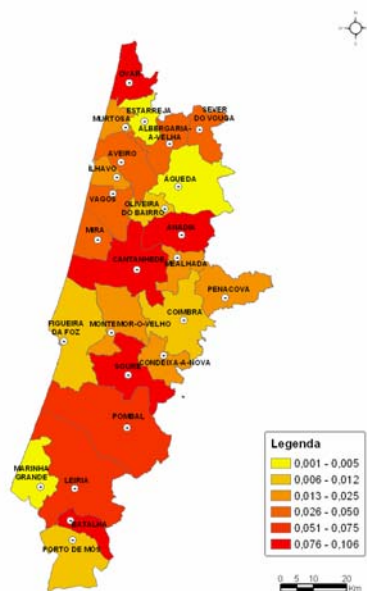 OVAR
ESTARREJA
MURTOSA
SEVER
DO VOUGA
ALBERGARIA-
A-VELHA
AVEIRO
ILHAVO
AGUEDA
VAGOS
OLIVEIRA
DO BAIRRO
MIRA
ANADIA
CANTANHEDE
MEALHADA
PENACOVA
COIMBRA
FIGUEIRA
DA FOZ
MONTEMOR-O-VELHO
CONDEIXA-A-NOVA
SOURE
POMBAL
MARINHA
GRANDE
LEIRIA
BATALHA
PORTO DE MÓS
Legenda
0,001 - 0,005
0,006 - 0,012
0,013 - 0,025
0,026 - 0,050
0,051 - 0,075
0,076 - 0,106
0 5 10 20
Km